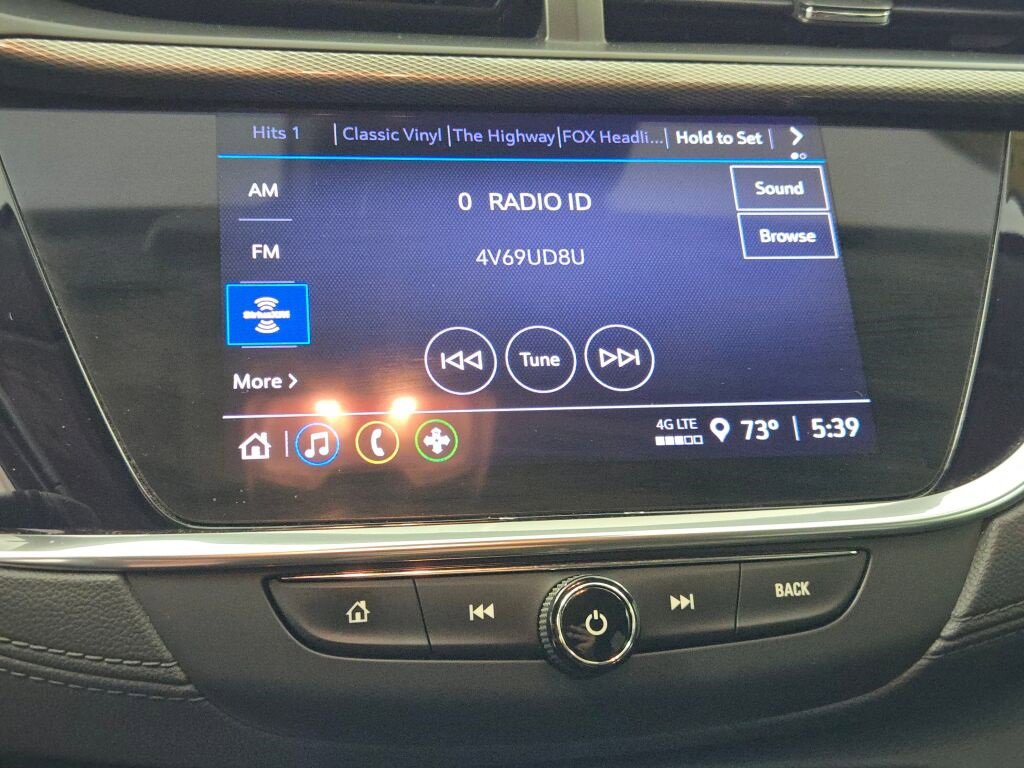 Hits 1 | Classic Vinyl | The Highway | FOX Headli... | Hold to Set |
AM
0 RADIO ID
Sound
FM
4V69UD8U
Browse
SiriusXM
Tune
More
4G LTE
73° | 5:39
BACK